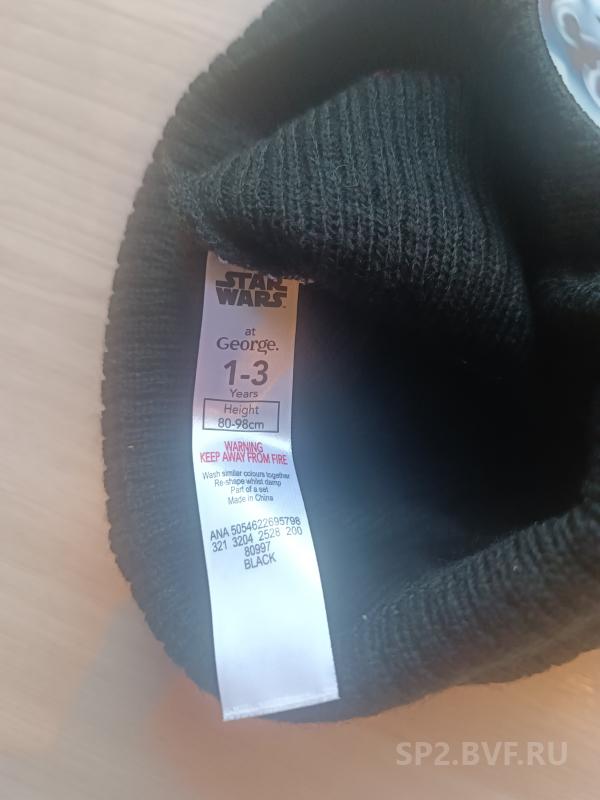 STAR
WARS
at
George.
1-3
Years
Height
80-98cm
WARNING
KEEP AWAY FROM FIRE
Wash similar colours together
Re-shape whilst damp
Part of a set
Made in China
ANA 5054622695798
321 3204 2528 200
80997
BLACK
SP2.BVF.RU